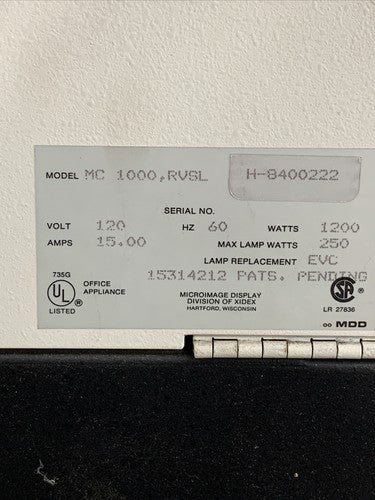 MODEL MC 1000,RVSL H-8400222
SERIAL NO.
VOLT 120 HZ 60 WATTS 1200
AMPS 15.00 MAX LAMP WATTS 250
LAMP REPLACEMENT EVC
735G 15314212 PATS. PENDING
UL ® OFFICE
APPLIANCE
LISTED
MICROIMAGE DISPLAY
DIVISION OF XIDEX
HARTFORD, WISCONSIN
SA ®
LR 27836
MDD